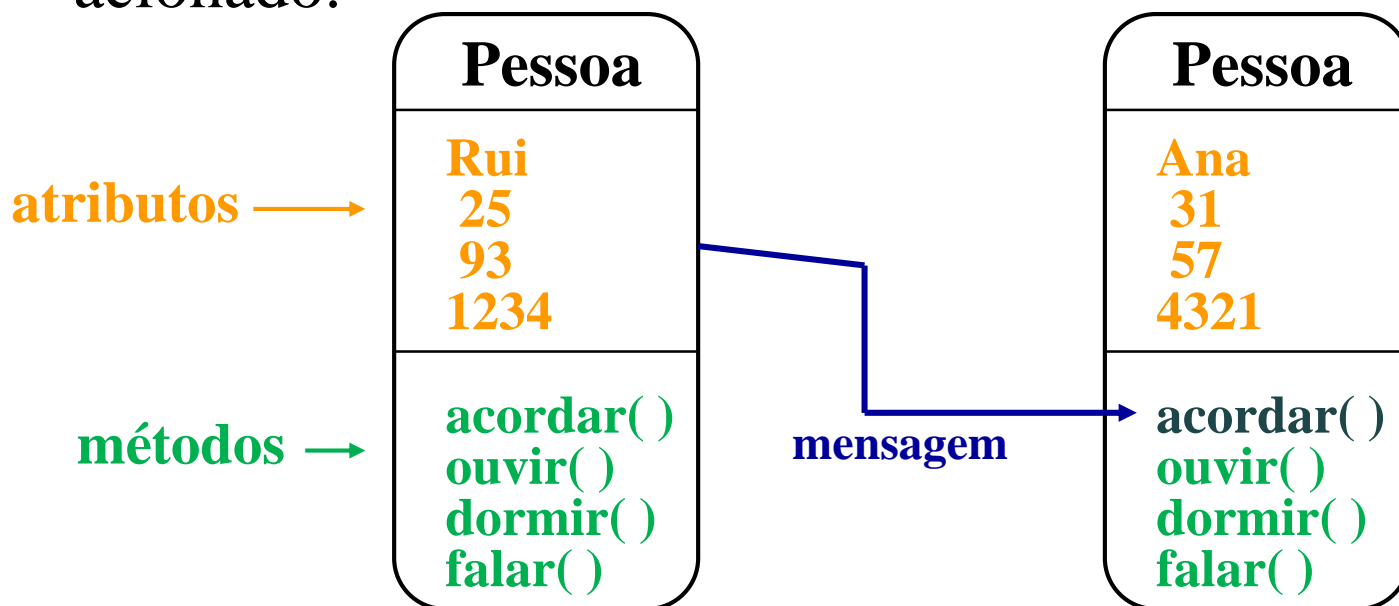 acionado.
Pessoa
Rui
25
93
1234
acordar( )
ouvir( )
dormir( )
falar( )
atributos
métodos
mensagem
Pessoa
Ana
31
57
4321
acordar( )
ouvir( )
dormir( )
falar( )